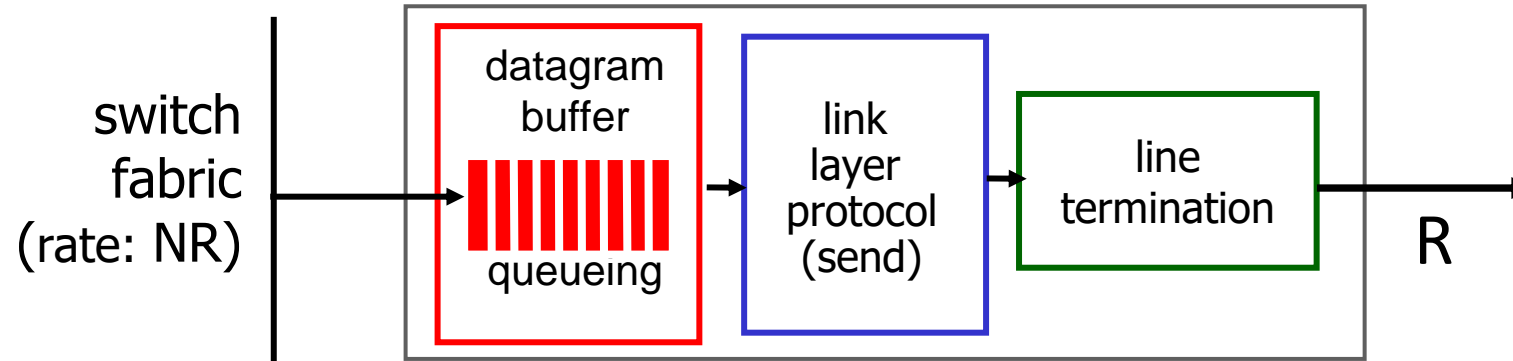 switch
fabric
(rate: NR)
datagram
buffer
queueing
link
layer
protocol
(send)
line
termination
R